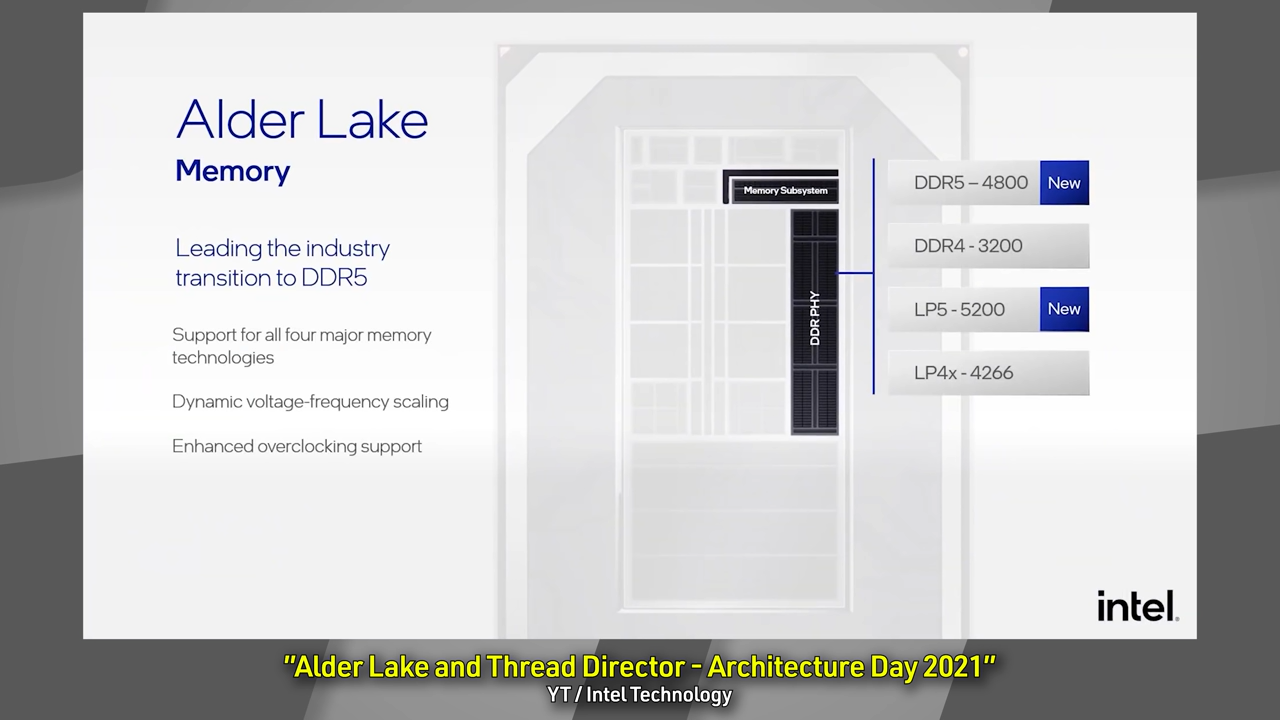 Alder Lake
Memory
Leading the industry
transition to DDR5
Support for all four major memory
technologies
Dynamic voltage-frequency scaling
Enhanced overclocking support
Memory Subsystem
DDR PHY
DDR5 – 4800 New
DDR4 - 3200
LP5 - 5200 New
LP4x - 4266
intel.
"Alder Lake and Thread Director - Architecture Day 2021"
YT / Intel Technology